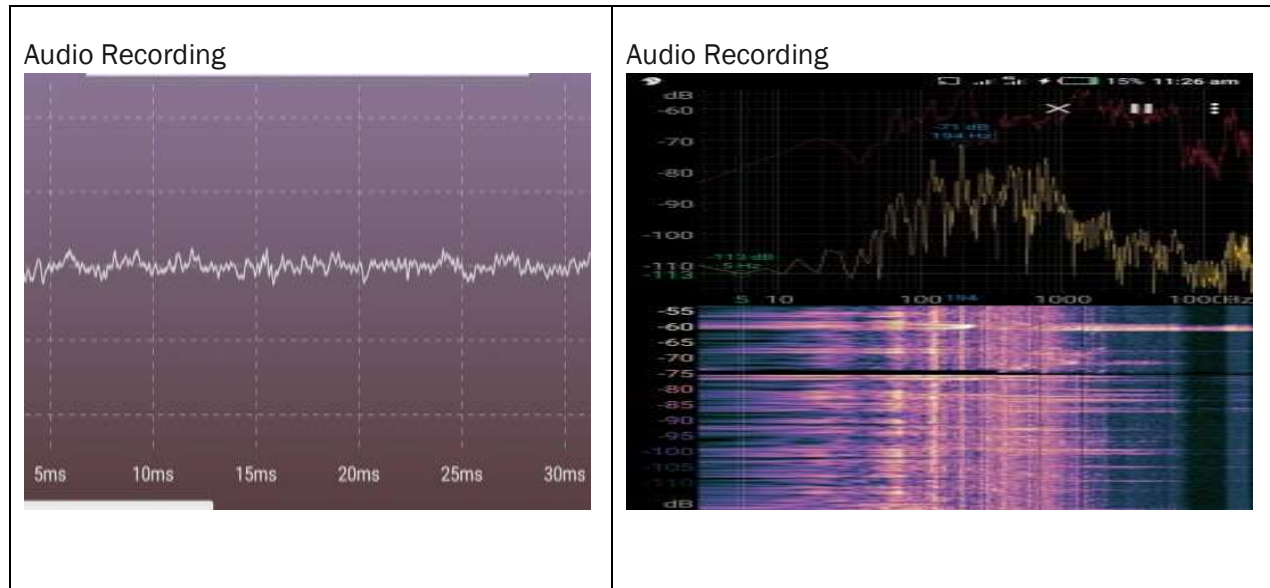 Audio Recording
5ms 10ms 15ms 20ms 25ms 30ms
Audio Recording
15% 11:26 am
dB
-60
-71 dB
194 Hz
-70
-80
-90
-100
-113 dB
-110
5 Hz
-113
5 10 100 194 1000 10000Hz
-55
-60
-65
-70
-75
-80
-85
-90
-95
-100
-105
-110
dB